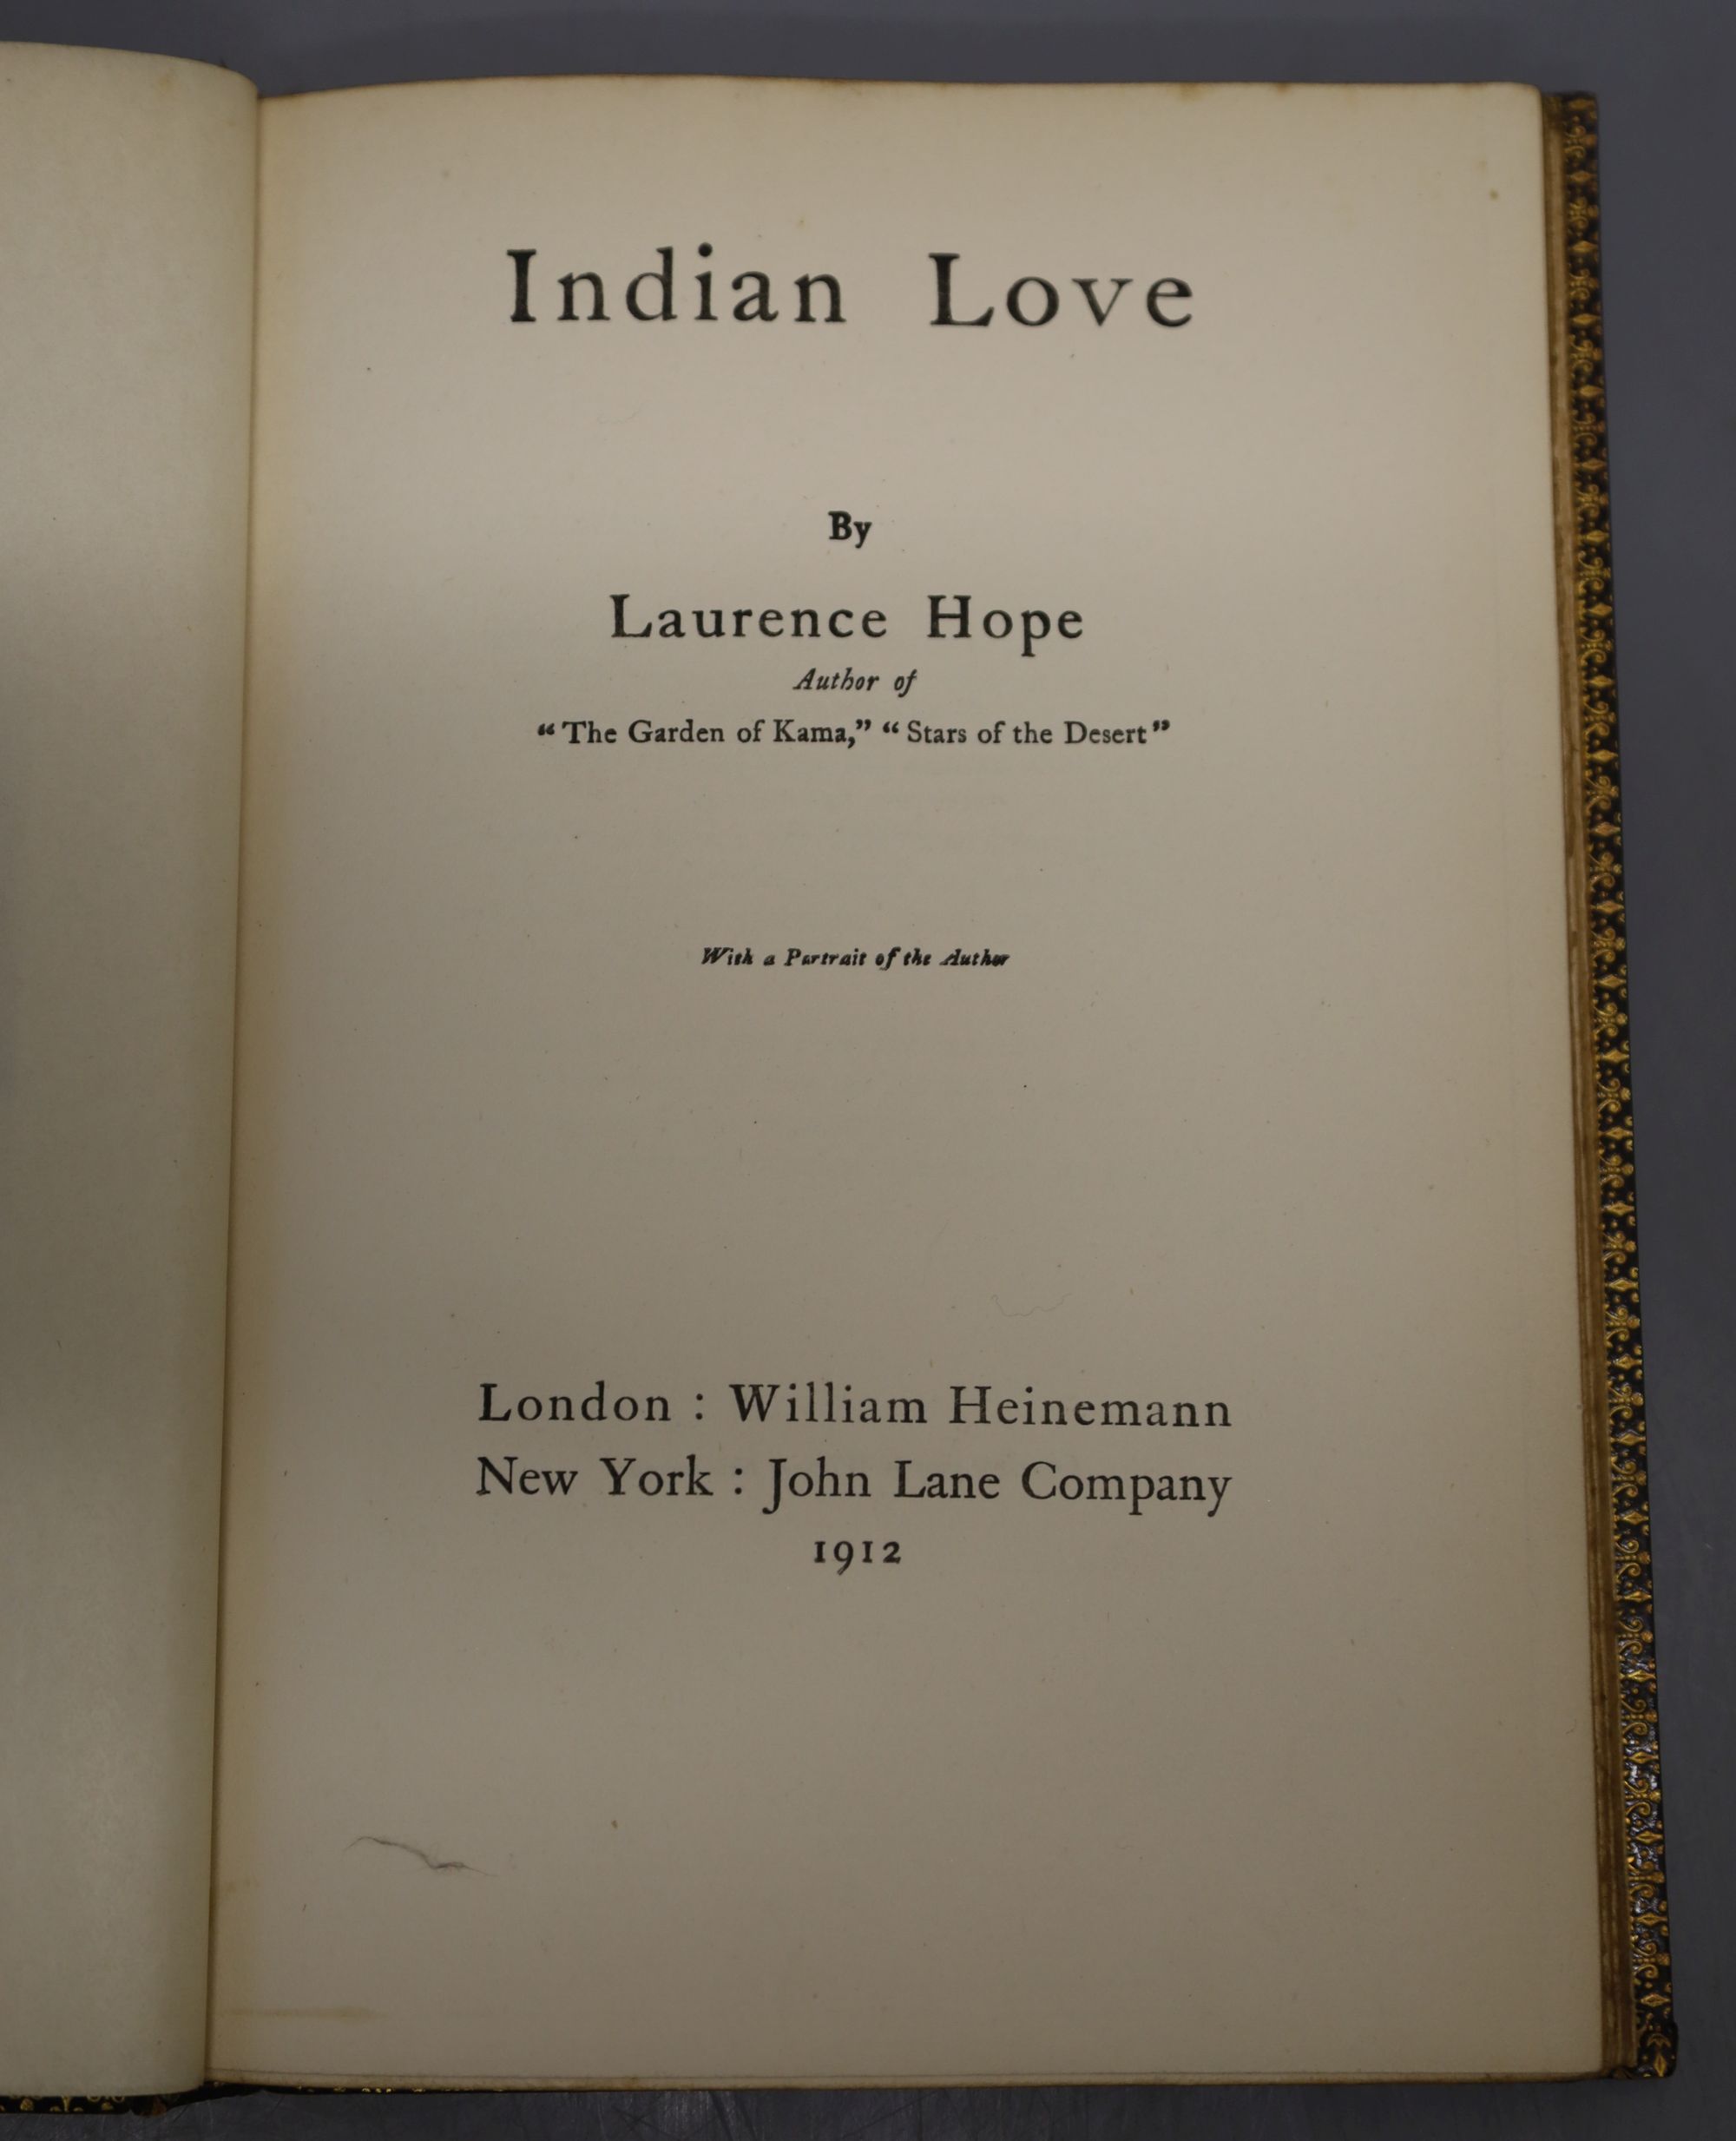 Indian Love
By
Laurence Hope
Author of
“The Garden of Kama,” “Stars of the Desert”
With a Portrait of the Author
London : William Heinemann
New York : John Lane Company
1912